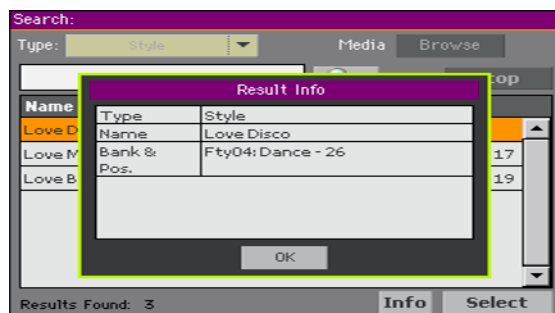 Search:
Type: Style Media Browse
top
Result Info
Name
Type Style
Love D
Name Love Disco
Love M
Bank & Fty04: Dance - 26
17
Pos.
Love B
19
OK
Results Found: 3 Info Select